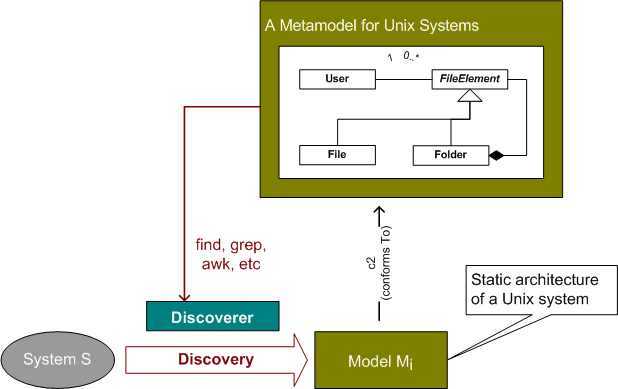 A Metamodel for Unix Systems
1 0..*
User
FileElement
File
Folder
find, grep,
awk, etc
c2
(conforms To)
Static architecture
of a Unix system
Discoverer
System S
Discovery
Model Mi